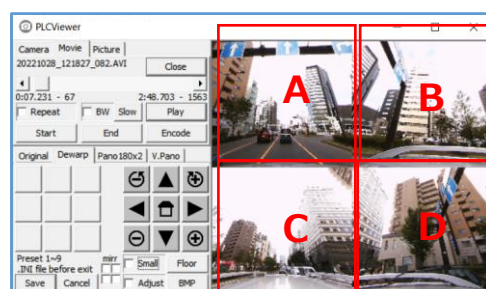 PLCViewer
Camera Movie Picture
20221028_121827_082.AVI Close
0:07.231 - 67 2:48.703 - 1563
Repeat BW Slow Play
Start End Encode
Original Dewarp Pano180x2 V.Pano
Preset 1~9 mirr Small Floor
.INI file before exit
Save Cancel Adjust BMP
A
B
C
D